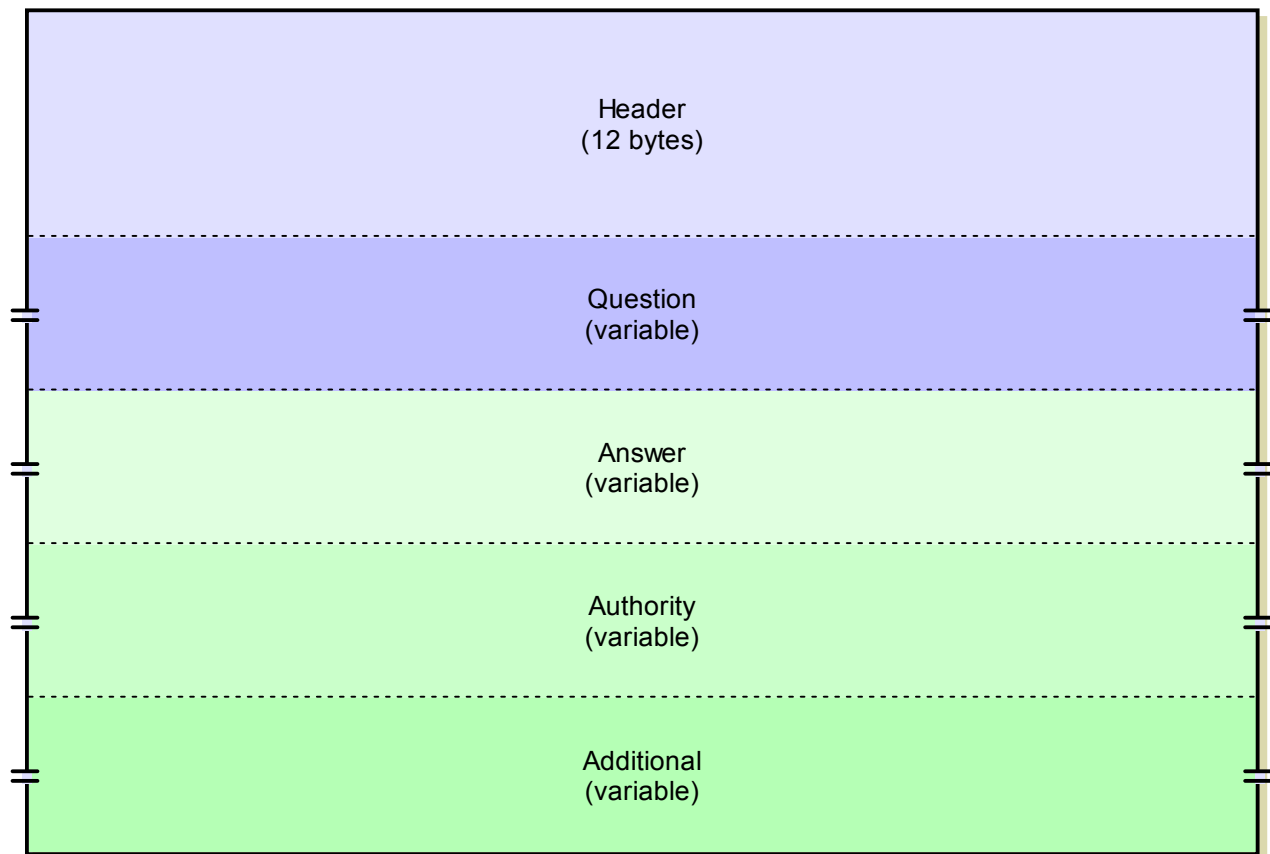 Header
(12 bytes)
Question
(variable)
Answer
(variable)
Authority
(variable)
Additional
(variable)